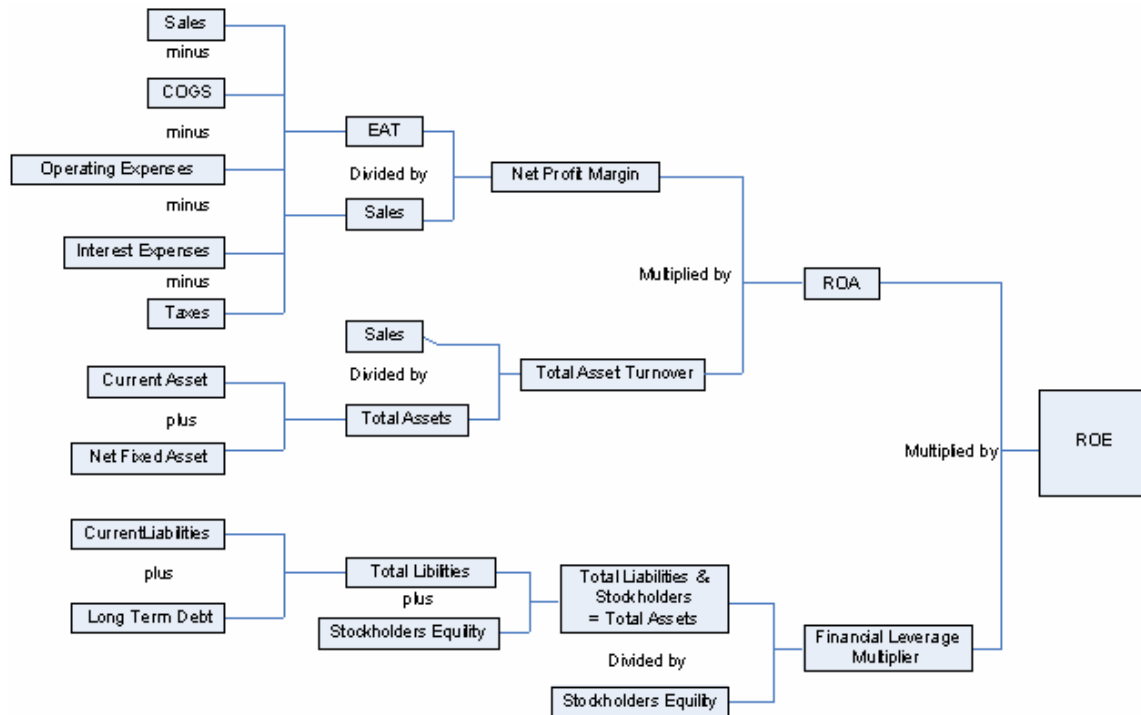 Sales
minus
COGS
minus
Operating Expenses
minus
Interest Expenses
minus
Taxes
EAT
Divided by
Sales
Net Profit Margin
Multiplied by
ROA
Sales
Divided by
Total Assets
Total Asset Turnover
Current Asset
plus
Net Fixed Asset
Multiplied by
ROE
CurrentLiabilities
plus
Long Term Debt
Total Libilities
plus
Stockholders Equility
Total Liabilities &
Stockholders
= Total Assets
Divided by
Stockholders Equility
Financial Leverage
Multiplier